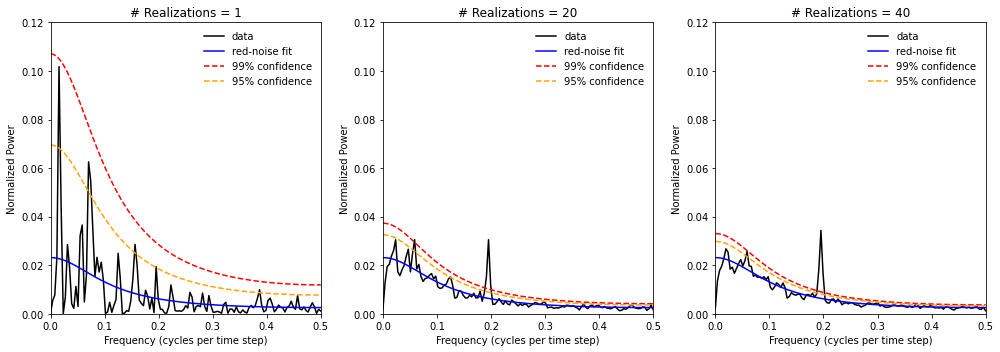 # Realizations = 1
0.12
0.10
0.08
0.06
0.04
0.02
0.00
Normalized Power
data
red-noise fit
99% confidence
95% confidence
0.0 0.1 0.2 0.3 0.4 0.5
Frequency (cycles per time step)
# Realizations = 20
0.12
0.10
0.08
0.06
0.04
0.02
0.00
Normalized Power
data
red-noise fit
99% confidence
95% confidence
0.0 0.1 0.2 0.3 0.4 0.5
Frequency (cycles per time step)
# Realizations = 40
0.12
0.10
0.08
0.06
0.04
0.02
0.00
Normalized Power
data
red-noise fit
99% confidence
95% confidence
0.0 0.1 0.2 0.3 0.4 0.5
Frequency (cycles per time step)